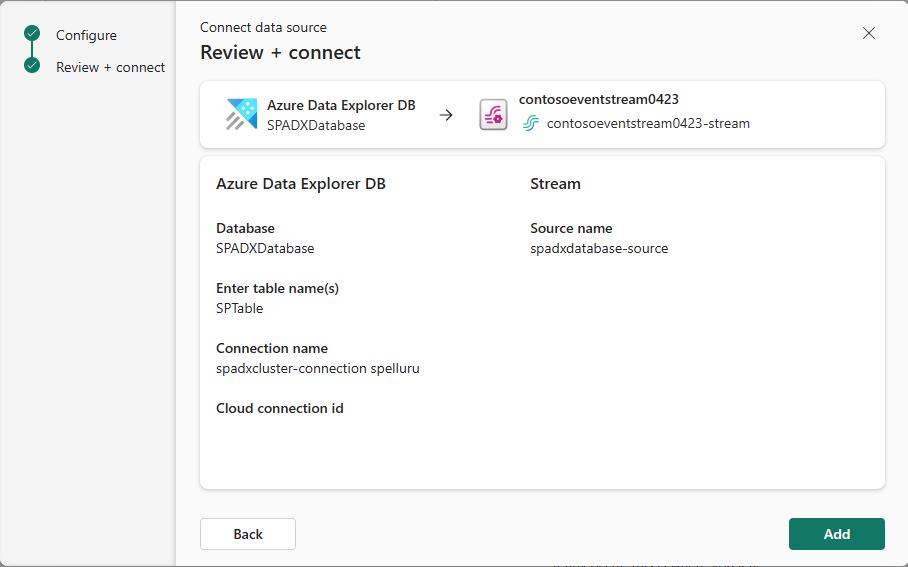 Configure
Review + connect
Connect data source
Review + connect
Azure Data Explorer DB
SPADXDatabase
contosoeventstream0423
contosoeventstream0423-stream
Azure Data Explorer DB
Stream
Database
SPADXDatabase
Source name
spadxdatabase-source
Enter table name(s)
SPTable
Connection name
spadxcluster-connection spelluru
Cloud connection id
Back
Add